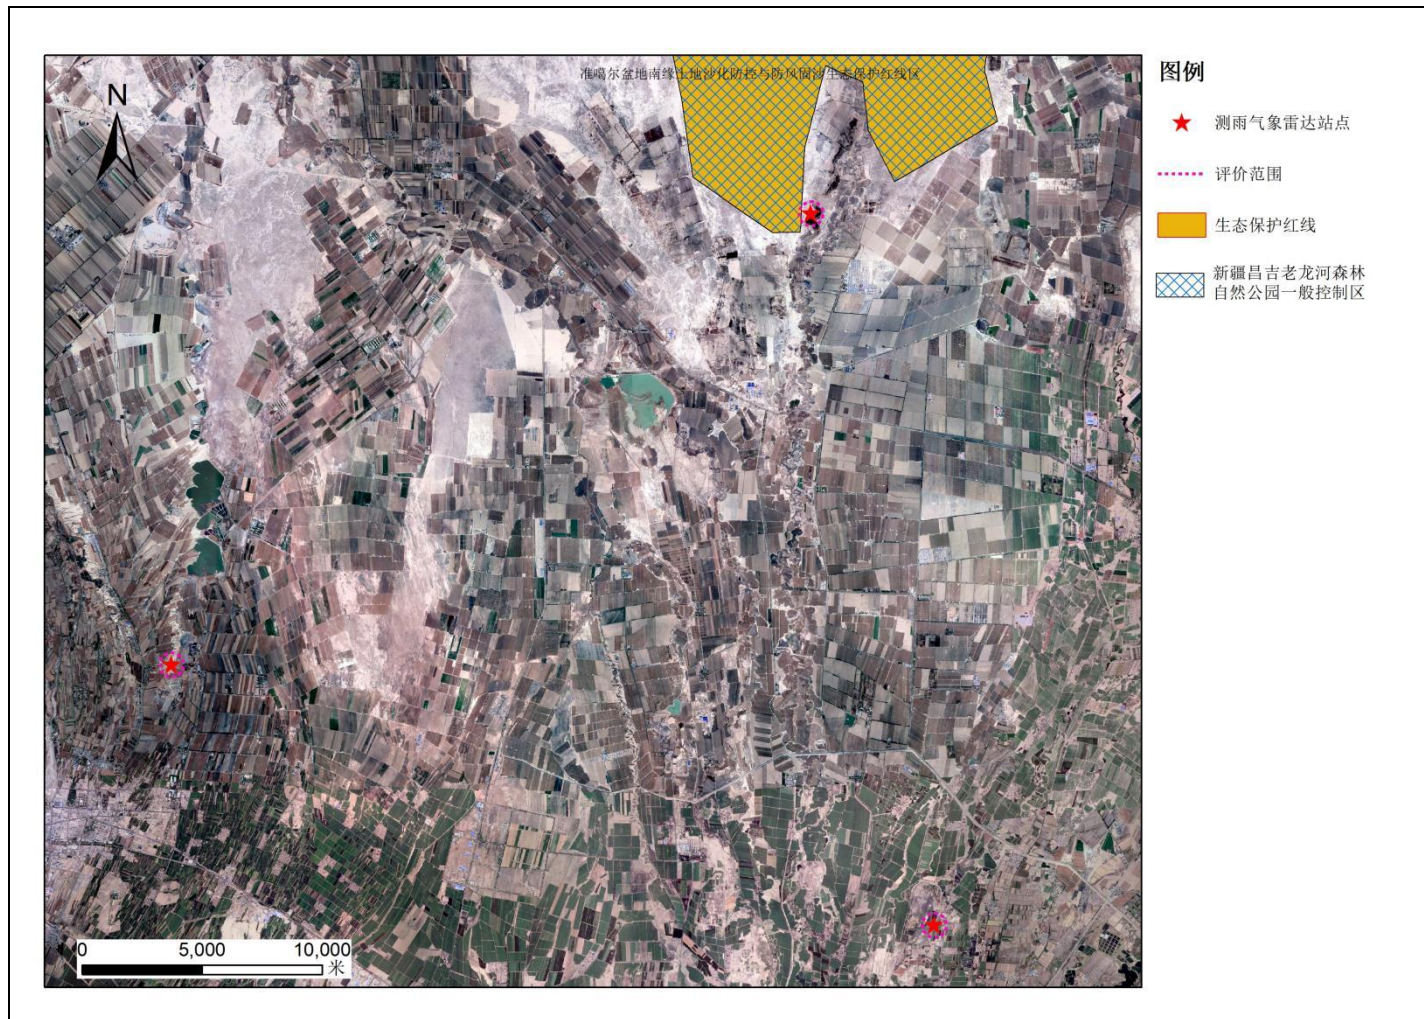 准噶尔盆地南缘土地沙化防控与防风固沙生态保护红线区
N
0 5,000 10,000
米
图例
测雨气象雷达站点
评价范围
生态保护红线
新疆昌吉老龙河森林
自然公园一般控制区